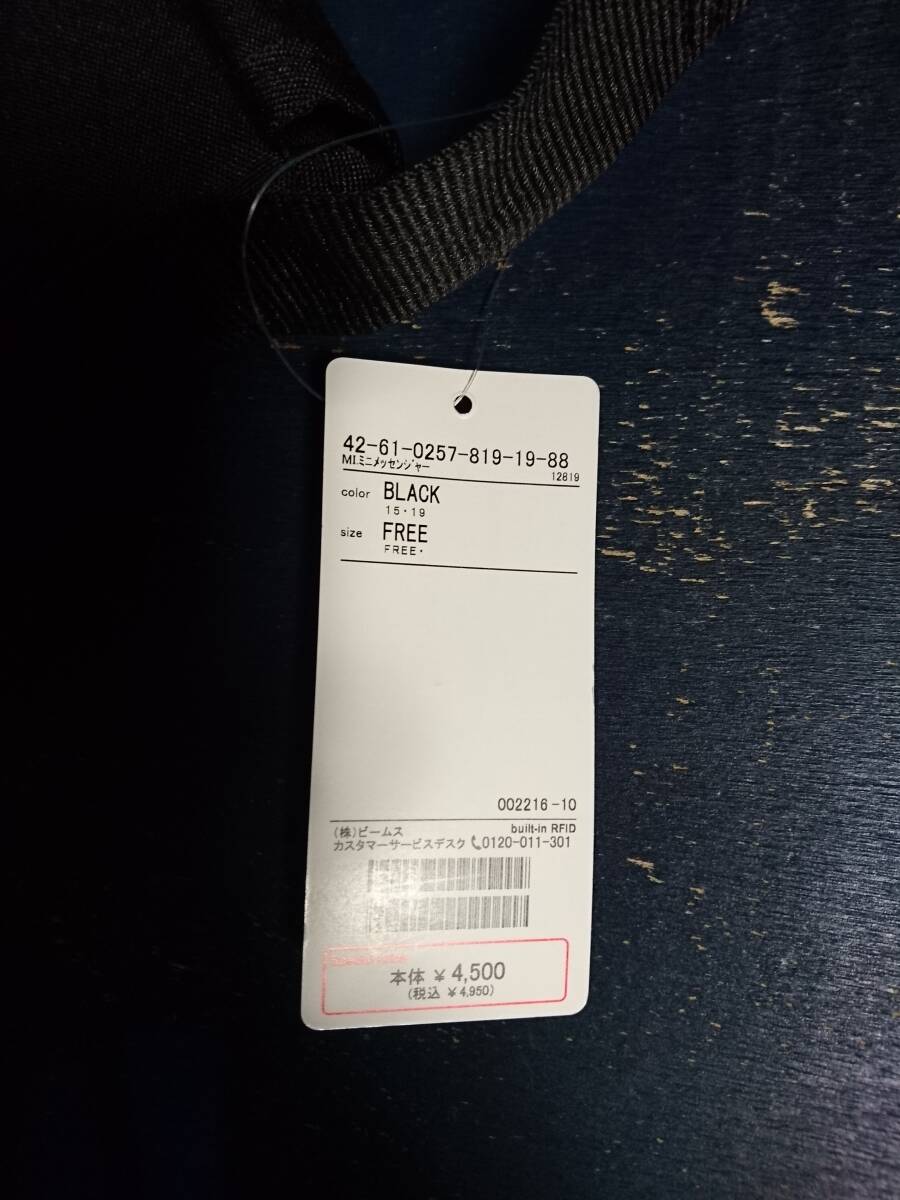 42-61-0257-819-19-88
MI.ミニメッセンジャー
12819
color BLACK
15・19
size FREE
FREE・
002216-10
(株)ビームス
built-in RFID
カスタマーサービスデスク 0120-011-301
本体 ¥ 4,500
(税込 ¥4,950)